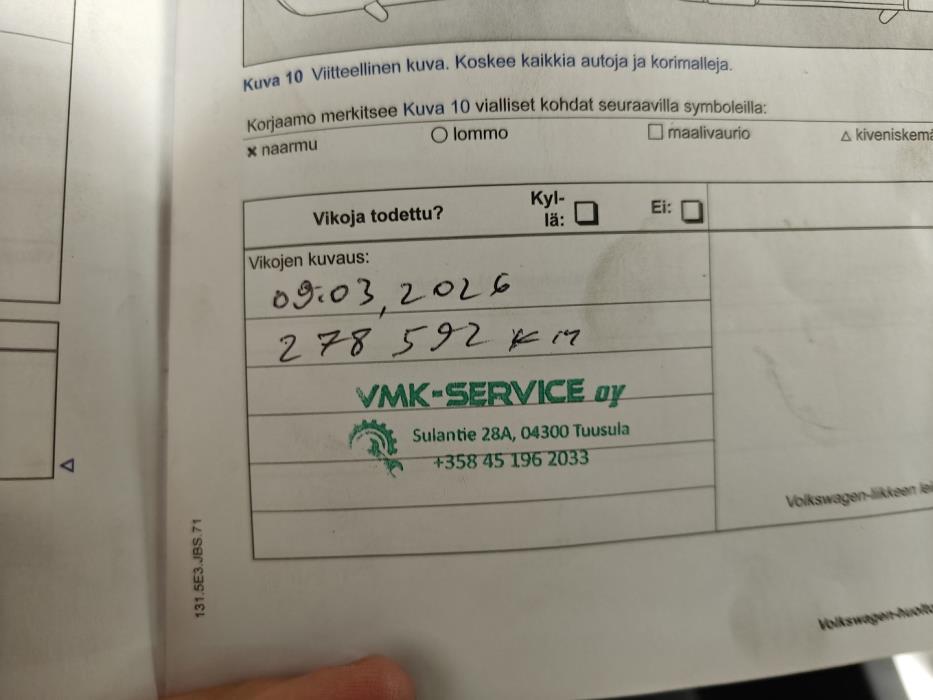 Kuva 10 Viitteellinen kuva. Koskee kaikkia autoja ja korimalleja.
Korjaamo merkitsee Kuva 10 vialliset kohdat seuraavilla symboleilla:
× naarmu ○ lommo □ maalivaurio △ kiveniskemä
Vikoja todettu? Kyl-
lä: □ Ei: □
Vikojen kuvaus:
09.03, 2026
278 592 km
VMK-SERVICE oy
Sulantie 28A, 04300 Tuusula
+358 45 196 2033
Volkswagen-liikkeen lei
Volkswagen-huolto
131.5E3.JBS.71